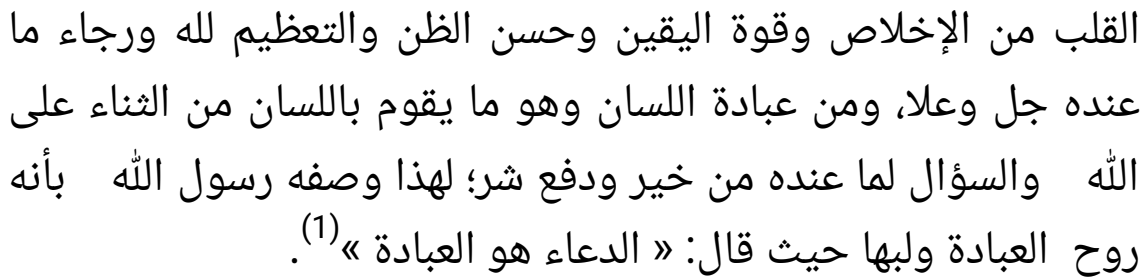 القلب من الإخلاص وقوة اليقين وحسن الظن والتعظيم لله ورجاء ما
عنده جل وعلا، ومن عبادة اللسان وهو ما يقوم باللسان من الثناء على
الله والسؤال لما عنده من خير ودفع شر؛ لهذا وصفه رسول الله بأنه
روح العبادة ولبها حيث قال: « الدعاء هو العبادة »(1).